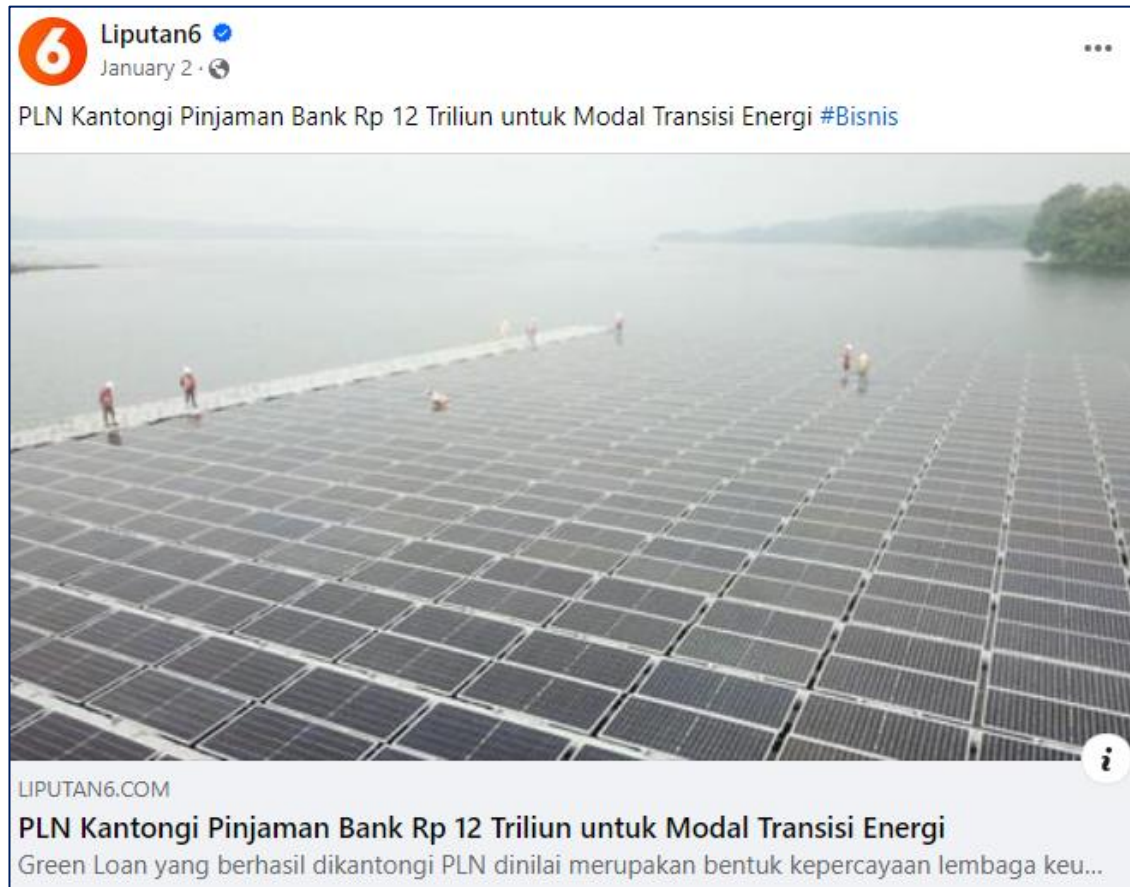 Liputan6
January 2 ·
PLN Kantongi Pinjaman Bank Rp 12 Triliun untuk Modal Transisi Energi #Bisnis
LIPUTAN6.COM
PLN Kantongi Pinjaman Bank Rp 12 Triliun untuk Modal Transisi Energi
Green Loan yang berhasil dikantongi PLN dinilai merupakan bentuk kepercayaan lembaga keu...